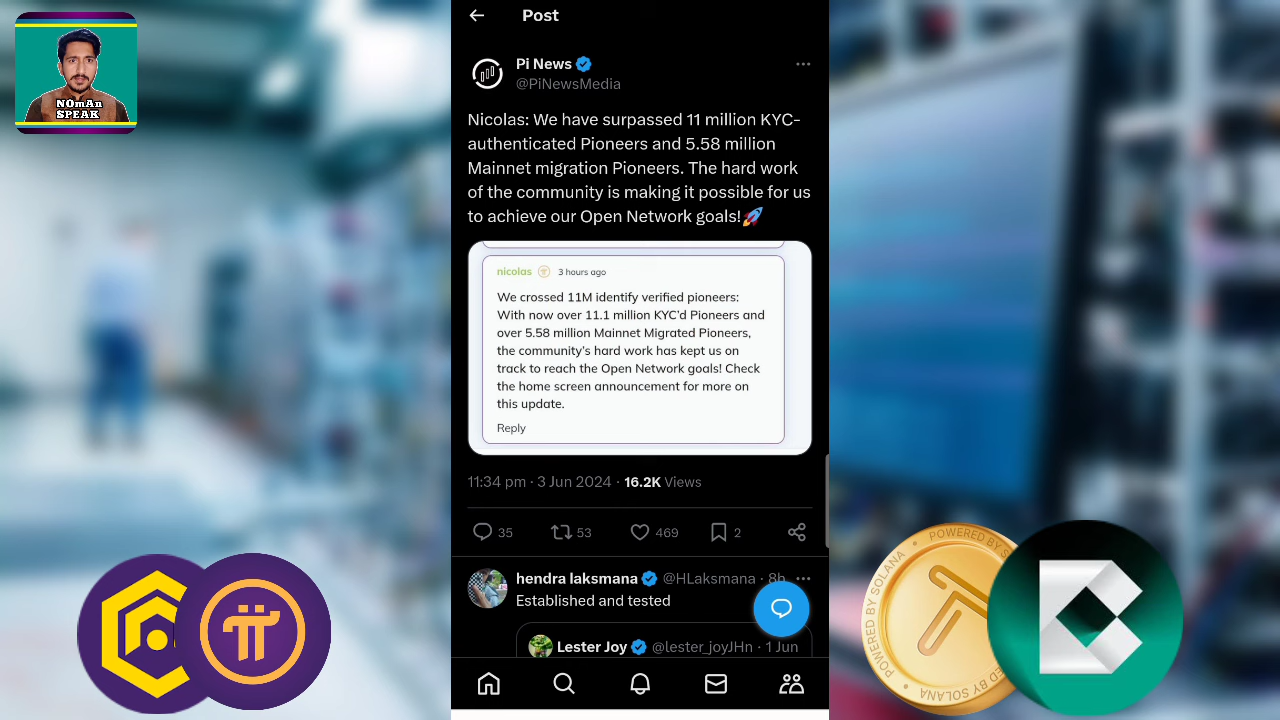 NOmAn
SPEAK
Post
Pi News
@PiNewsMedia
Nicolas: We have surpassed 11 million KYC-
authenticated Pioneers and 5.58 million
Mainnet migration Pioneers. The hard work
of the community is making it possible for us
to achieve our Open Network goals!🚀
nicolas 3 hours ago
We crossed 11M identify verified pioneers:
With now over 11.1 million KYC'd Pioneers and
over 5.58 million Mainnet Migrated Pioneers,
the community's hard work has kept us on
track to reach the Open Network goals! Check
the home screen announcement for more on
this update.
Reply
11:34 pm · 3 Jun 2024 · 16.2K Views
35 53 469 2
hendra laksmana @HLaksmana · 8h
Established and tested
Lester Joy @lester_joyJHn · 1 Jun
POWERED BY SOLANA
POWERED BY SOLANA